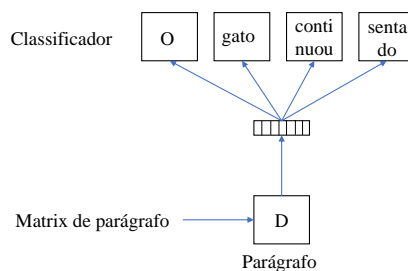 Classificador
O
gato
conti
nuou
senta
do
Matrix de parágrafo
D
Parágrafo